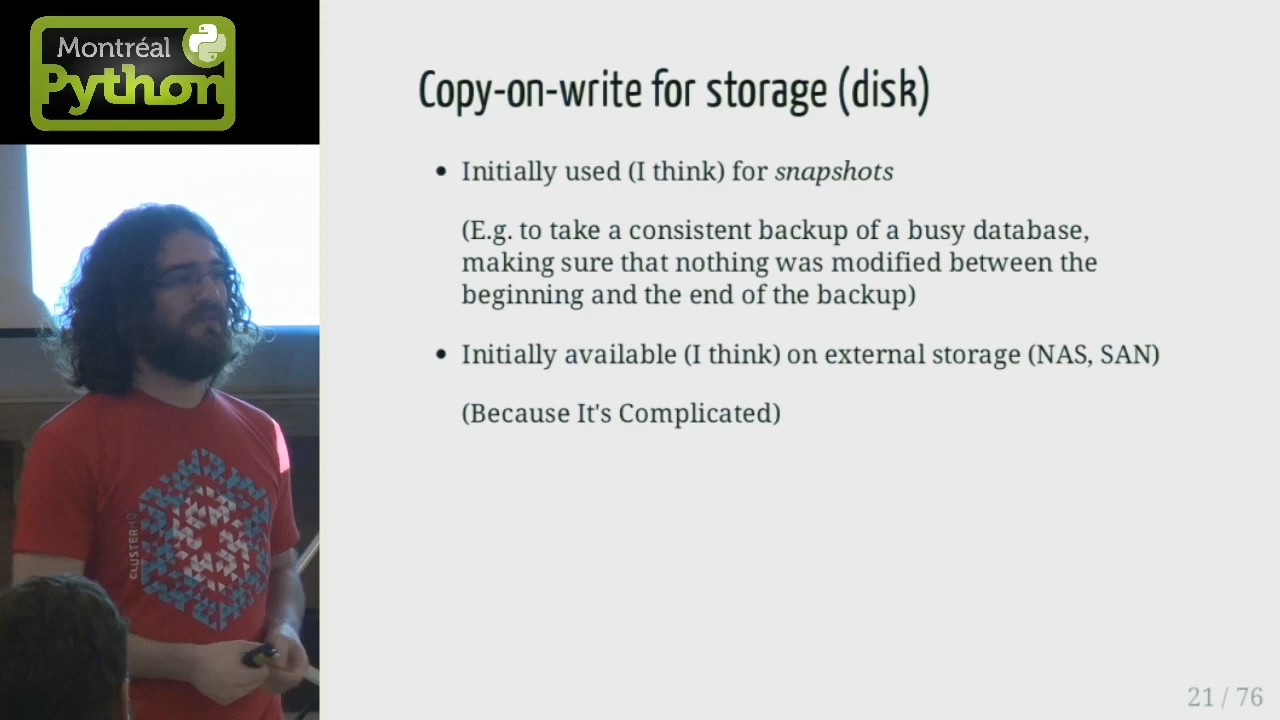 Montréal
Python
Copy-on-write for storage (disk)
• Initially used (I think) for snapshots
(E.g. to take a consistent backup of a busy database,
making sure that nothing was modified between the
beginning and the end of the backup)
• Initially available (I think) on external storage (NAS, SAN)
(Because It's Complicated)
CLUSTERHQ
21 / 76